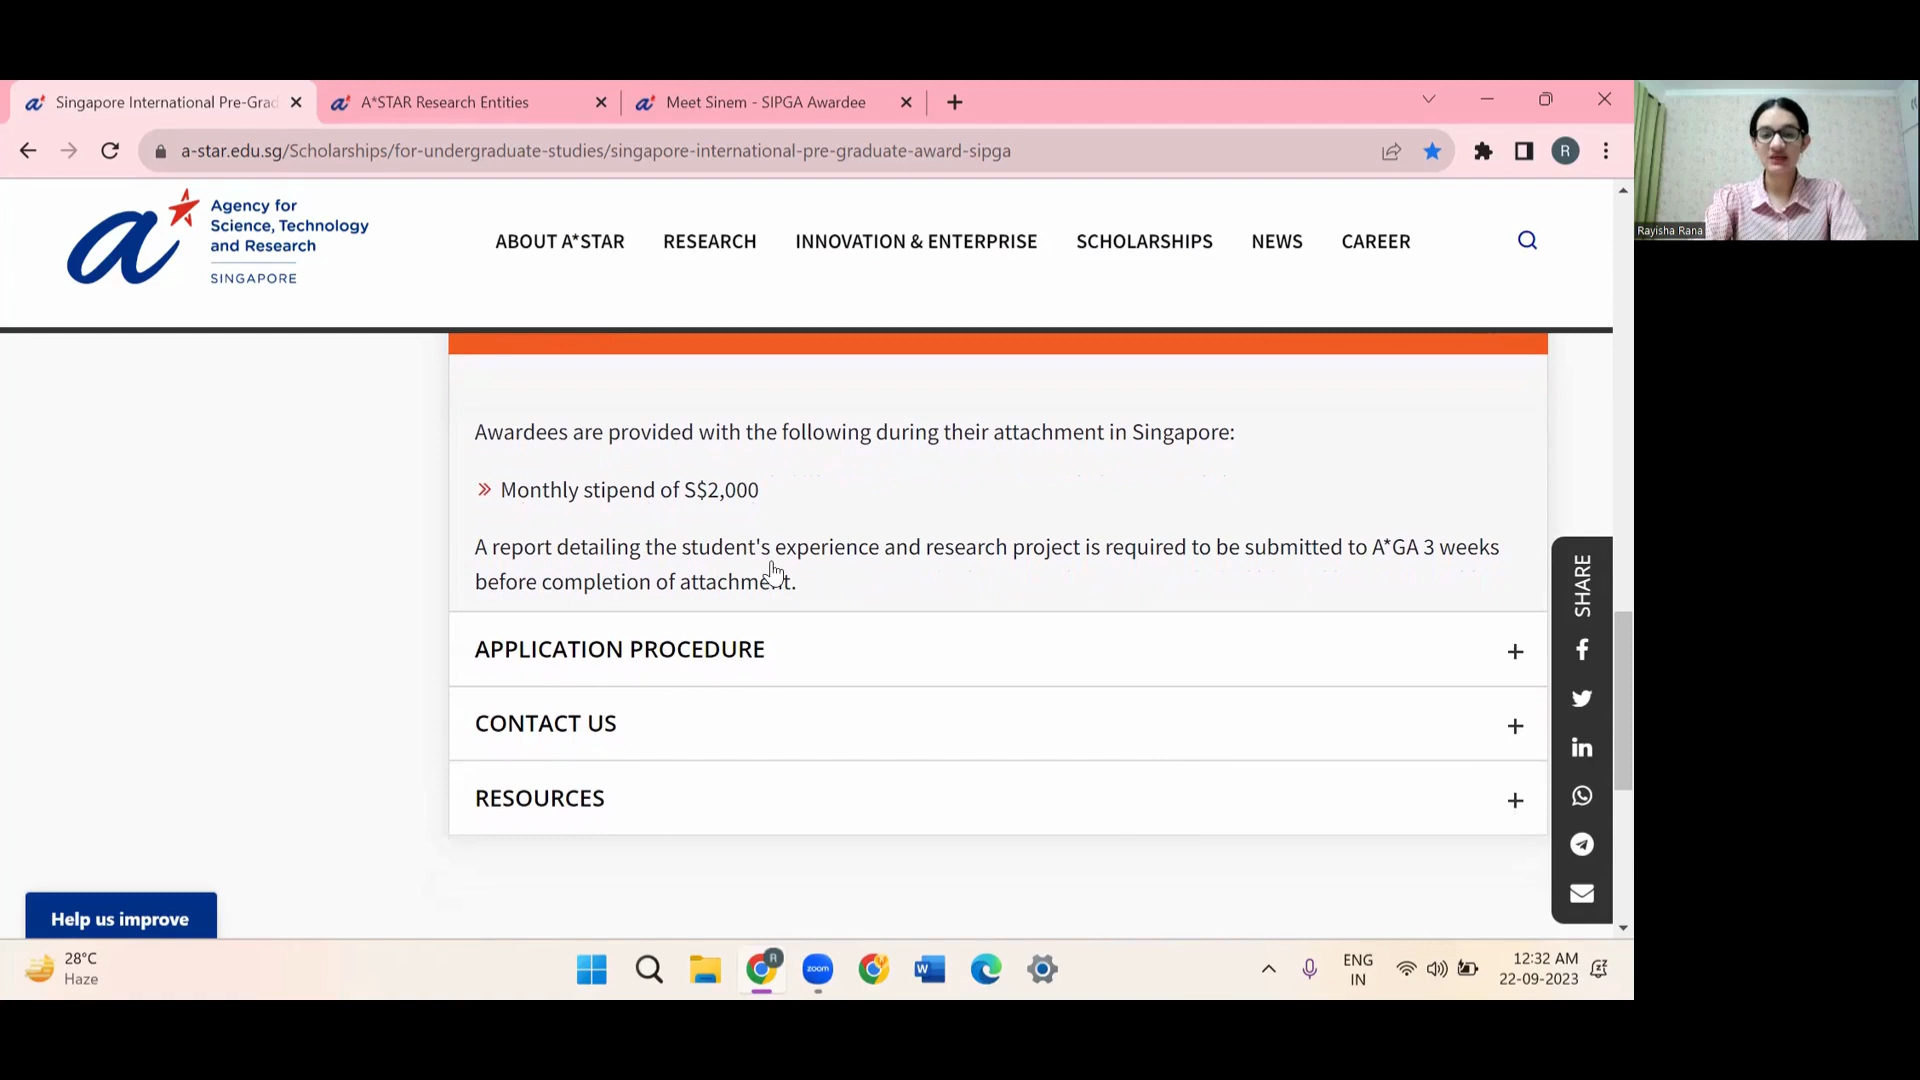 Singapore International Pre-Grad
A*STAR Research Entities
Meet Sinem - SIPGA Awardee
a-star.edu.sg/Scholarships/for-undergraduate-studies/singapore-international-pre-graduate-award-sipga
R
Rayisha Rana
a
Agency for
Science, Technology
and Research
SINGAPORE
ABOUT A*STAR
RESEARCH
INNOVATION & ENTERPRISE
SCHOLARSHIPS
NEWS
CAREER
Awardees are provided with the following during their attachment in Singapore:
» Monthly stipend of S$2,000
A report detailing the student's experience and research project is required to be submitted to A*GA 3 weeks
before completion of attachment.
APPLICATION PROCEDURE +
CONTACT US +
RESOURCES +
SHARE
Help us improve
28°C
Haze
R
zoom
W
ENG
IN
12:32 AM
22-09-2023